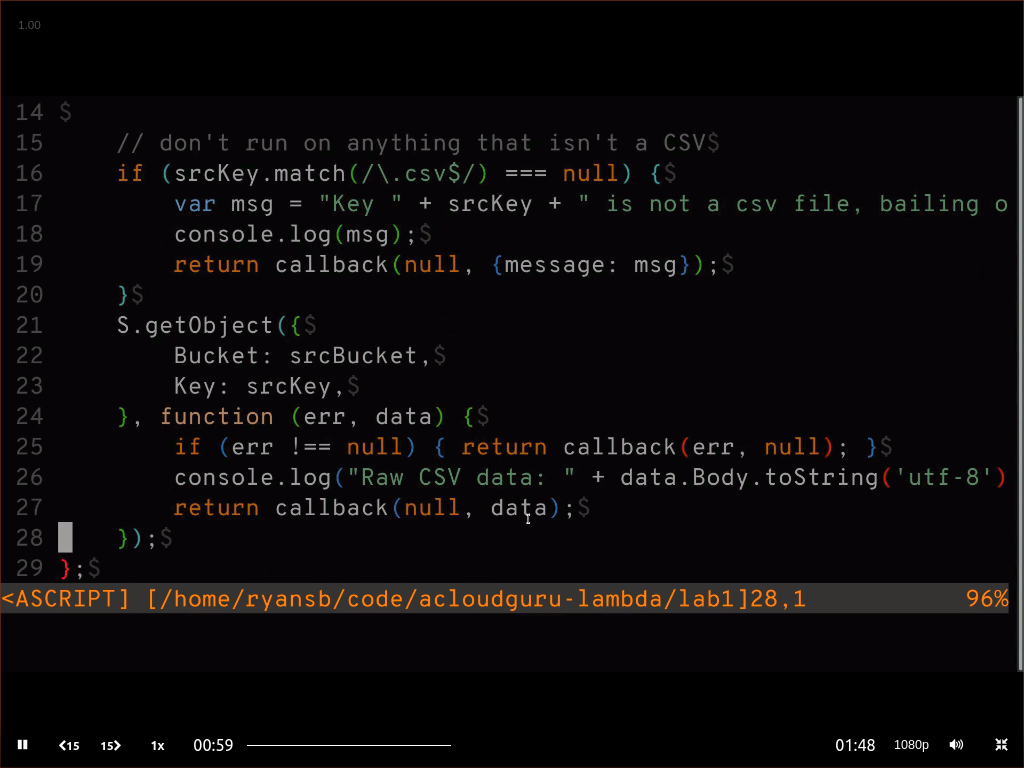 1.00
14 $
15     // don't run on anything that isn't a CSV$
16     if (srcKey.match(/\.csv$/) === null) {$
17         var msg = "Key " + srcKey + " is not a csv file, bailing o
18         console.log(msg);$
19         return callback(null, {message: msg});$
20     }$
21     S.getObject({$
22         Bucket: srcBucket,$
23         Key: srcKey,$
24     }, function (err, data) {$
25         if (err !== null) { return callback(err, null); }$
26         console.log("Raw CSV data: " + data.Body.toString('utf-8')
27         return callback(null, data);$
28     });$
29 };$
<ASCRIPT] [/home/ryansb/code/acloudguru-lambda/lab1]28,1 96%
15 15 1x 00:59 01:48 1080p